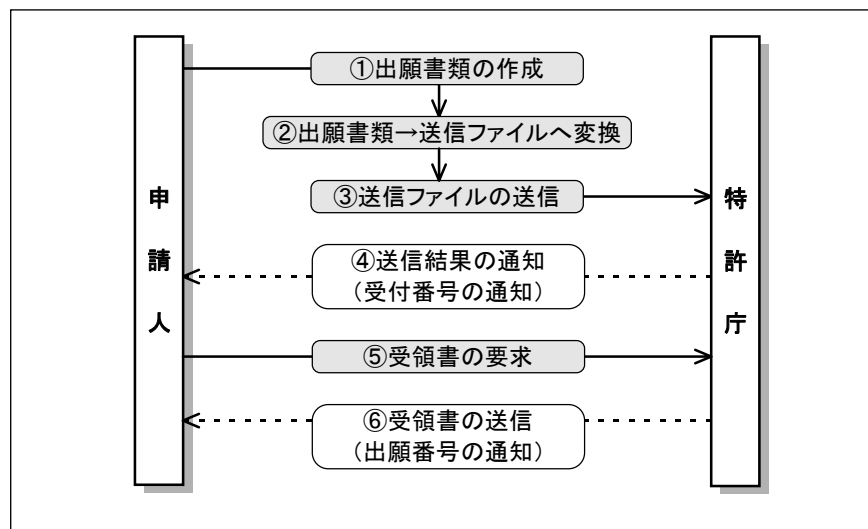 ①出願書類の作成
②出願書類→送信ファイルへ変換
③送信ファイルの送信
④送信結果の通知
（受付番号の通知）
⑤受領書の要求
⑥受領書の送信
（出願番号の通知）
申請人
特許庁